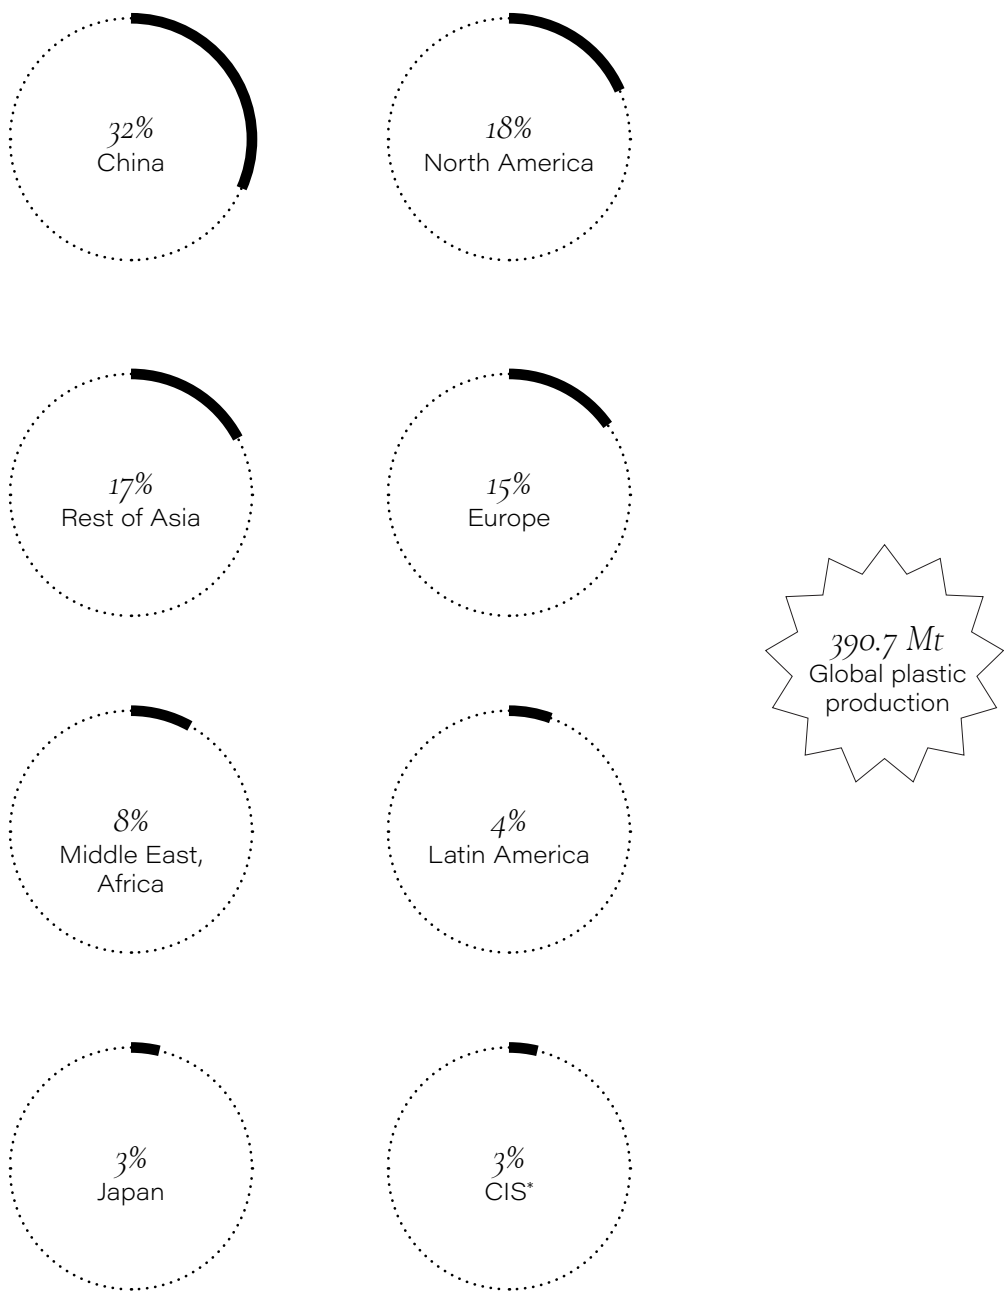 32%
China
18%
North America
17%
Rest of Asia
15%
Europe
390.7 Mt
Global plastic
production
8%
Middle East,
Africa
4%
Latin America
3%
Japan
3%
CIS*